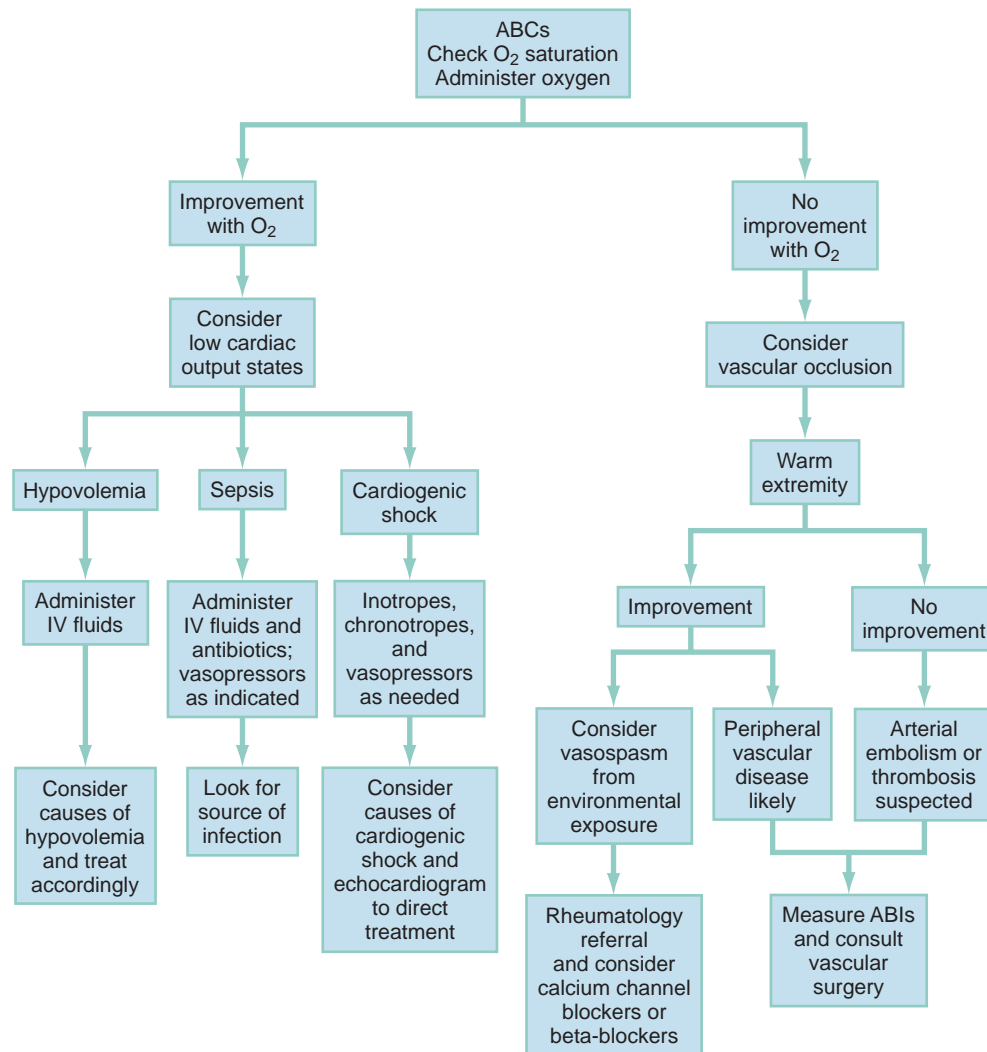 ABCs
Check O₂ saturation
Administer oxygen
Improvement
with O₂
No
improvement
with O₂
Consider
low cardiac
output states
Consider
vascular occlusion
Warm
extremity
Hypovolemia
Sepsis
Cardiogenic
shock
Administer
IV fluids
Administer
IV fluids and
antibiotics;
vasopressors
as indicated
Inotropes,
chronotropes,
and
vasopressors
as needed
Improvement
No
improvement
Consider
causes of
hypovolemia
and treat
accordingly
Look for
source of
infection
Consider
causes of
cardiogenic
shock and
echocardiogram
to direct
treatment
Consider
vasospasm
from
environmental
exposure
Peripheral
vascular
disease
likely
Arterial
embolism or
thrombosis
suspected
Rheumatology
referral
and consider
calcium channel
blockers or
beta-blockers
Measure ABIs
and consult
vascular
surgery